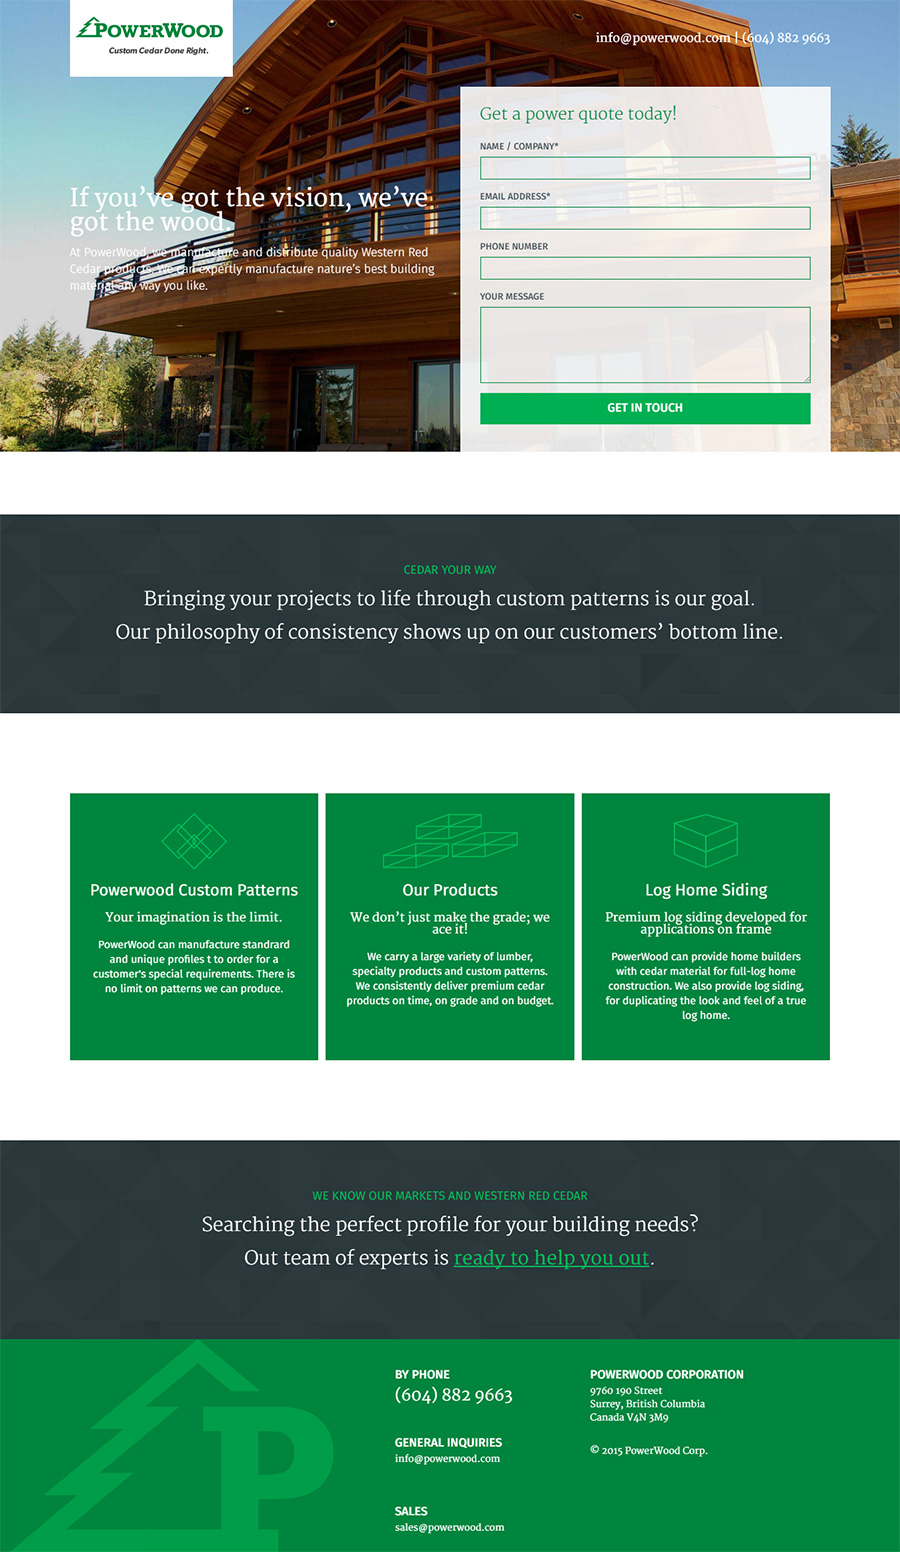 POWERWOOD
Custom Cedar Done Right.
info@powerwood.com | (604) 882 9663
If you’ve got the vision, we’ve
got the wood.
At PowerWood, we manufacture and distribute quality Western Red
Cedar products. We can expertly manufacture nature’s best building
material any way you like.
Get a power quote today!
NAME / COMPANY*
EMAIL ADDRESS*
PHONE NUMBER
YOUR MESSAGE
GET IN TOUCH
CEDAR YOUR WAY
Bringing your projects to life through custom patterns is our goal.
Our philosophy of consistency shows up on our customers’ bottom line.
Powerwood Custom Patterns
Your imagination is the limit.
PowerWood can manufacture standrard
and unique profiles t to order for a
customer's special requirements. There is
no limit on patterns we can produce.
Our Products
We don’t just make the grade; we
ace it!
We carry a large variety of lumber,
specialty products and custom patterns.
We consistently deliver premium cedar
products on time, on grade and on budget.
Log Home Siding
Premium log siding developed for
applications on frame
PowerWood can provide home builders
with cedar material for full-log home
construction. We also provide log siding,
for duplicating the look and feel of a true
log home.
WE KNOW OUR MARKETS AND WESTERN RED CEDAR
Searching the perfect profile for your building needs?
Out team of experts is ready to help you out.
P
BY PHONE
(604) 882 9663
GENERAL INQUIRIES
info@powerwood.com
SALES
sales@powerwood.com
POWERWOOD CORPORATION
9760 190 Street
Surrey, British Columbia
Canada V4N 3M9
© 2015 PowerWood Corp.